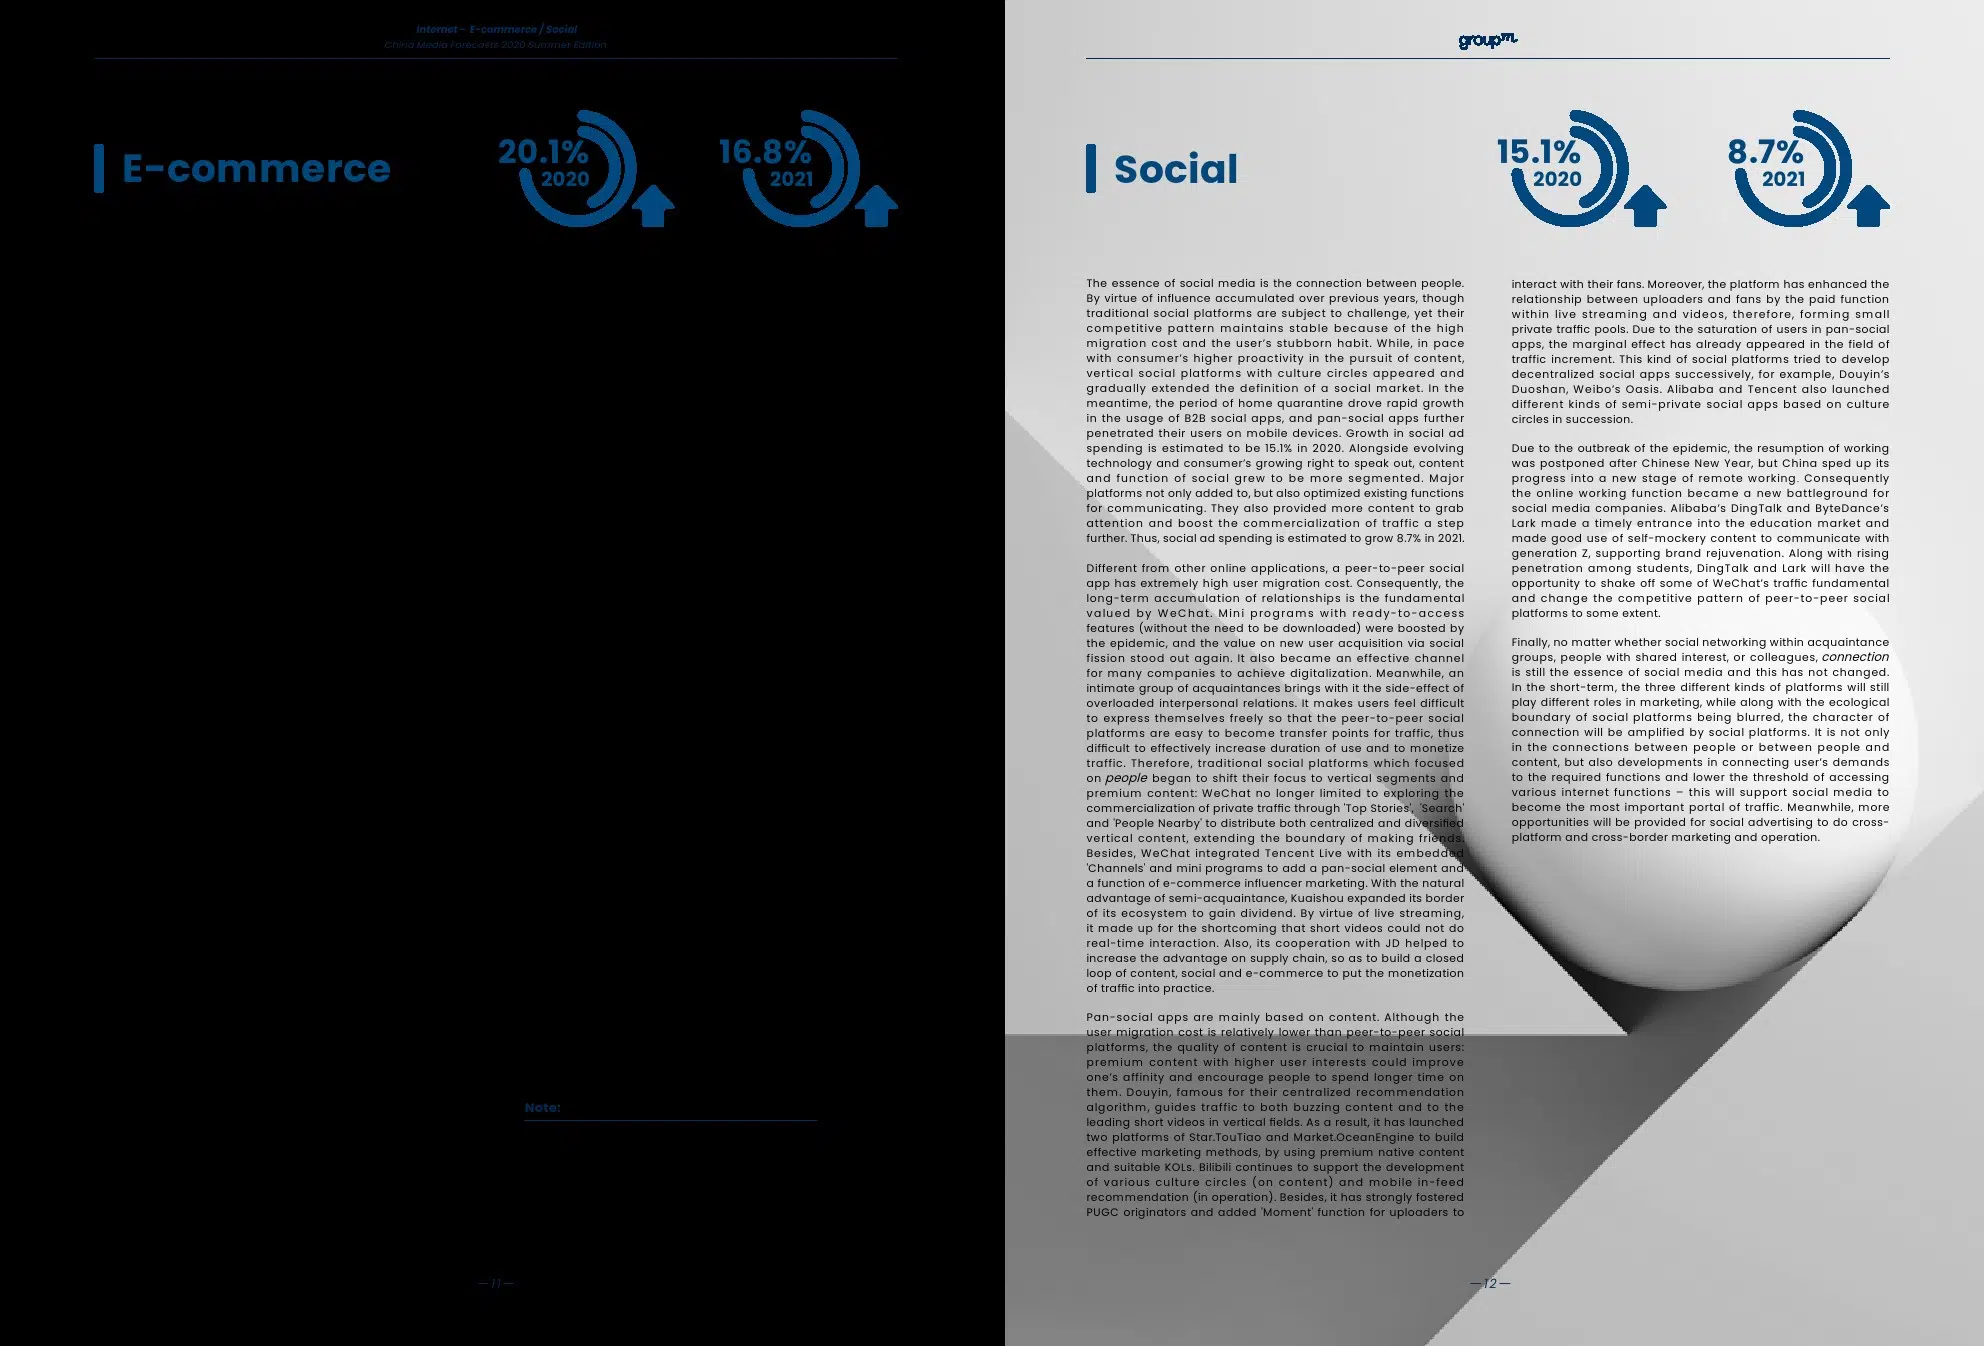 Internet – E-commerce / Social
China Media Forecasts 2020 Summer Edition
E-commerce
20.1%
2020
16.8%
2021
Note:
— 11 —
groupm
Social
15.1%
2020
8.7%
2021
The essence of social media is the connection between people.
By virtue of influence accumulated over previous years, though
traditional social platforms are subject to challenge, yet their
competitive pattern maintains stable because of the high
migration cost and the user's stubborn habit. While, in pace
with consumer's higher proactivity in the pursuit of content,
vertical social platforms with culture circles appeared and
gradually extended the definition of a social market. In the
meantime, the period of home quarantine drove rapid growth
in the usage of B2B social apps, and pan-social apps further
penetrated their users on mobile devices. Growth in social ad
spending is estimated to be 15.1% in 2020. Alongside evolving
technology and consumer's growing right to speak out, content
and function of social grew to be more segmented. Major
platforms not only added to, but also optimized existing functions
for communicating. They also provided more content to grab
attention and boost the commercialization of traffic a step
further. Thus, social ad spending is estimated to grow 8.7% in 2021.
Different from other online applications, a peer-to-peer social
app has extremely high user migration cost. Consequently, the
long-term accumulation of relationships is the fundamental
valued by WeChat. Mini programs with ready-to-access
features (without the need to be downloaded) were boosted by
the epidemic, and the value on new user acquisition via social
fission stood out again. It also became an effective channel
for many companies to achieve digitalization. Meanwhile, an
intimate group of acquaintances brings with it the side-effect of
overloaded interpersonal relations. It makes users feel difficult
to express themselves freely so that the peer-to-peer social
platforms are easy to become transfer points for traffic, thus
difficult to effectively increase duration of use and to monetize
traffic. Therefore, traditional social platforms which focused
on people began to shift their focus to vertical segments and
premium content: WeChat no longer limited to exploring the
commercialization of private traffic through 'Top Stories', 'Search'
and 'People Nearby' to distribute both centralized and diversified
vertical content, extending the boundary of making friends.
Besides, WeChat integrated Tencent Live with its embedded
'Channels' and mini programs to add a pan-social element and
a function of e-commerce influencer marketing. With the natural
advantage of semi-acquaintance, Kuaishou expanded its border
of its ecosystem to gain dividend. By virtue of live streaming,
it made up for the shortcoming that short videos could not do
real-time interaction. Also, its cooperation with JD helped to
increase the advantage on supply chain, so as to build a closed
loop of content, social and e-commerce to put the monetization
of traffic into practice.
Pan-social apps are mainly based on content. Although the
user migration cost is relatively lower than peer-to-peer social
platforms, the quality of content is crucial to maintain users:
premium content with higher user interests could improve
one's affinity and encourage people to spend longer time on
them. Douyin, famous for their centralized recommendation
algorithm, guides traffic to both buzzing content and to the
leading short videos in vertical fields. As a result, it has launched
two platforms of Star.TouTiao and Market.OceanEngine to build
effective marketing methods, by using premium native content
and suitable KOLs. Bilibili continues to support the development
of various culture circles (on content) and mobile in-feed
recommendation (in operation). Besides, it has strongly fostered
PUGC originators and added 'Moment' function for uploaders to
interact with their fans. Moreover, the platform has enhanced the
relationship between uploaders and fans by the paid function
within live streaming and videos, therefore, forming small
private traffic pools. Due to the saturation of users in pan-social
apps, the marginal effect has already appeared in the field of
traffic increment. This kind of social platforms tried to develop
decentralized social apps successively, for example, Douyin's
Duoshan, Weibo's Oasis. Alibaba and Tencent also launched
different kinds of semi-private social apps based on culture
circles in succession.
Due to the outbreak of the epidemic, the resumption of working
was postponed after Chinese New Year, but China sped up its
progress into a new stage of remote working. Consequently
the online working function became a new battleground for
social media companies. Alibaba's DingTalk and ByteDance's
Lark made a timely entrance into the education market and
made good use of self-mockery content to communicate with
generation Z, supporting brand rejuvenation. Along with rising
penetration among students, DingTalk and Lark will have the
opportunity to shake off some of WeChat's traffic fundamental
and change the competitive pattern of peer-to-peer social
platforms to some extent.
Finally, no matter whether social networking within acquaintance
groups, people with shared interest, or colleagues, connection
is still the essence of social media and this has not changed.
In the short-term, the three different kinds of platforms will still
play different roles in marketing, while along with the ecological
boundary of social platforms being blurred, the character of
connection will be amplified by social platforms. It is not only
in the connections between people or between people and
content, but also developments in connecting user's demands
to the required functions and lower the threshold of accessing
various internet functions – this will support social media to
become the most important portal of traffic. Meanwhile, more
opportunities will be provided for social advertising to do cross-
platform and cross-border marketing and operation.
— 12 —